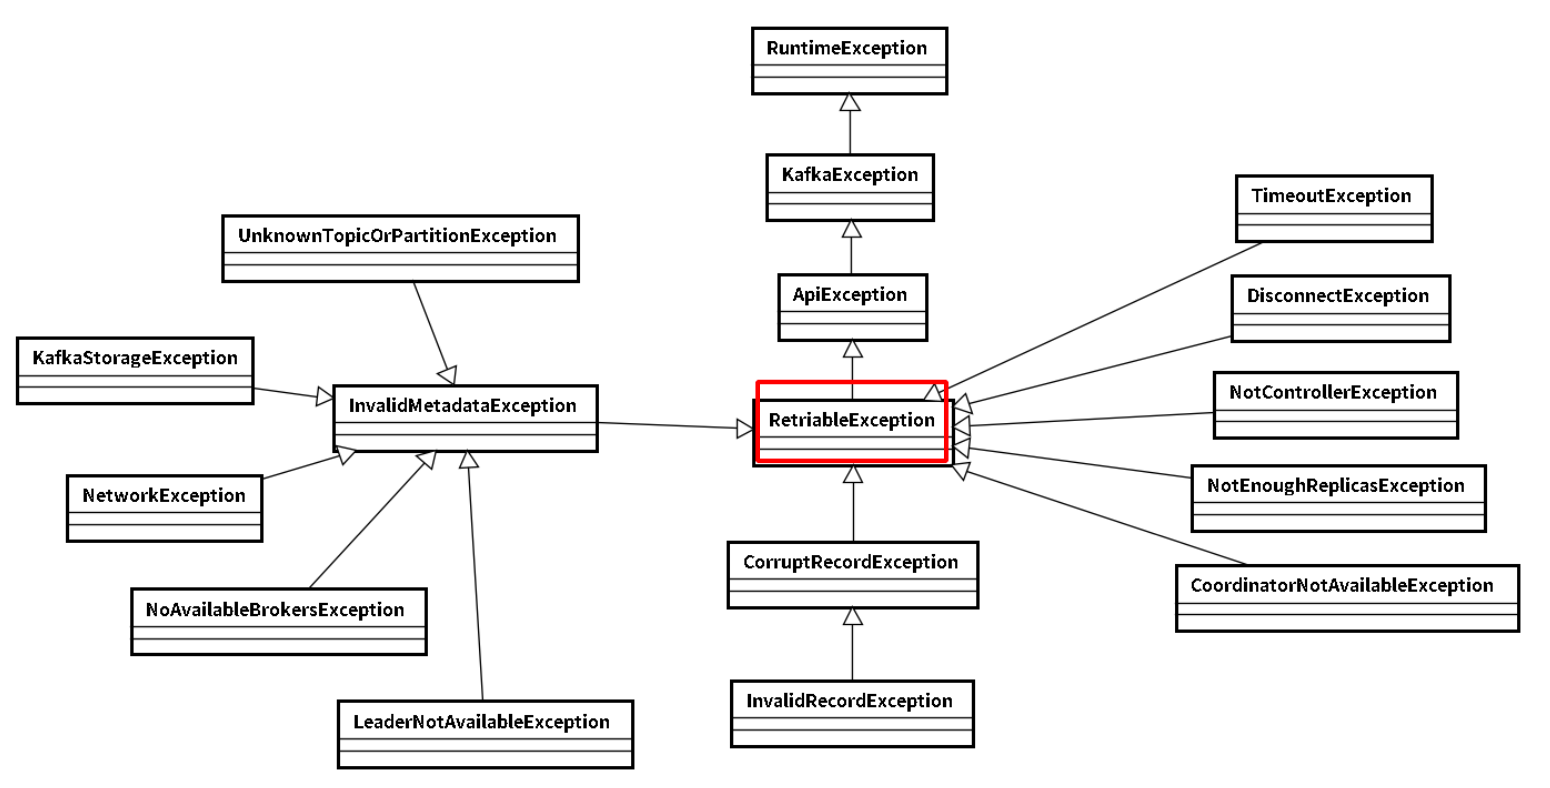 RuntimeException
KafkaException
TimeoutException
UnknownTopicOrPartitionException
ApiException
DisconnectException
KafkaStorageException
InvalidMetadataException
RetriableException
NotControllerException
NetworkException
NotEnoughReplicasException
CorruptRecordException
CoordinatorNotAvailableException
NoAvailableBrokersException
InvalidRecordException
LeaderNotAvailableException